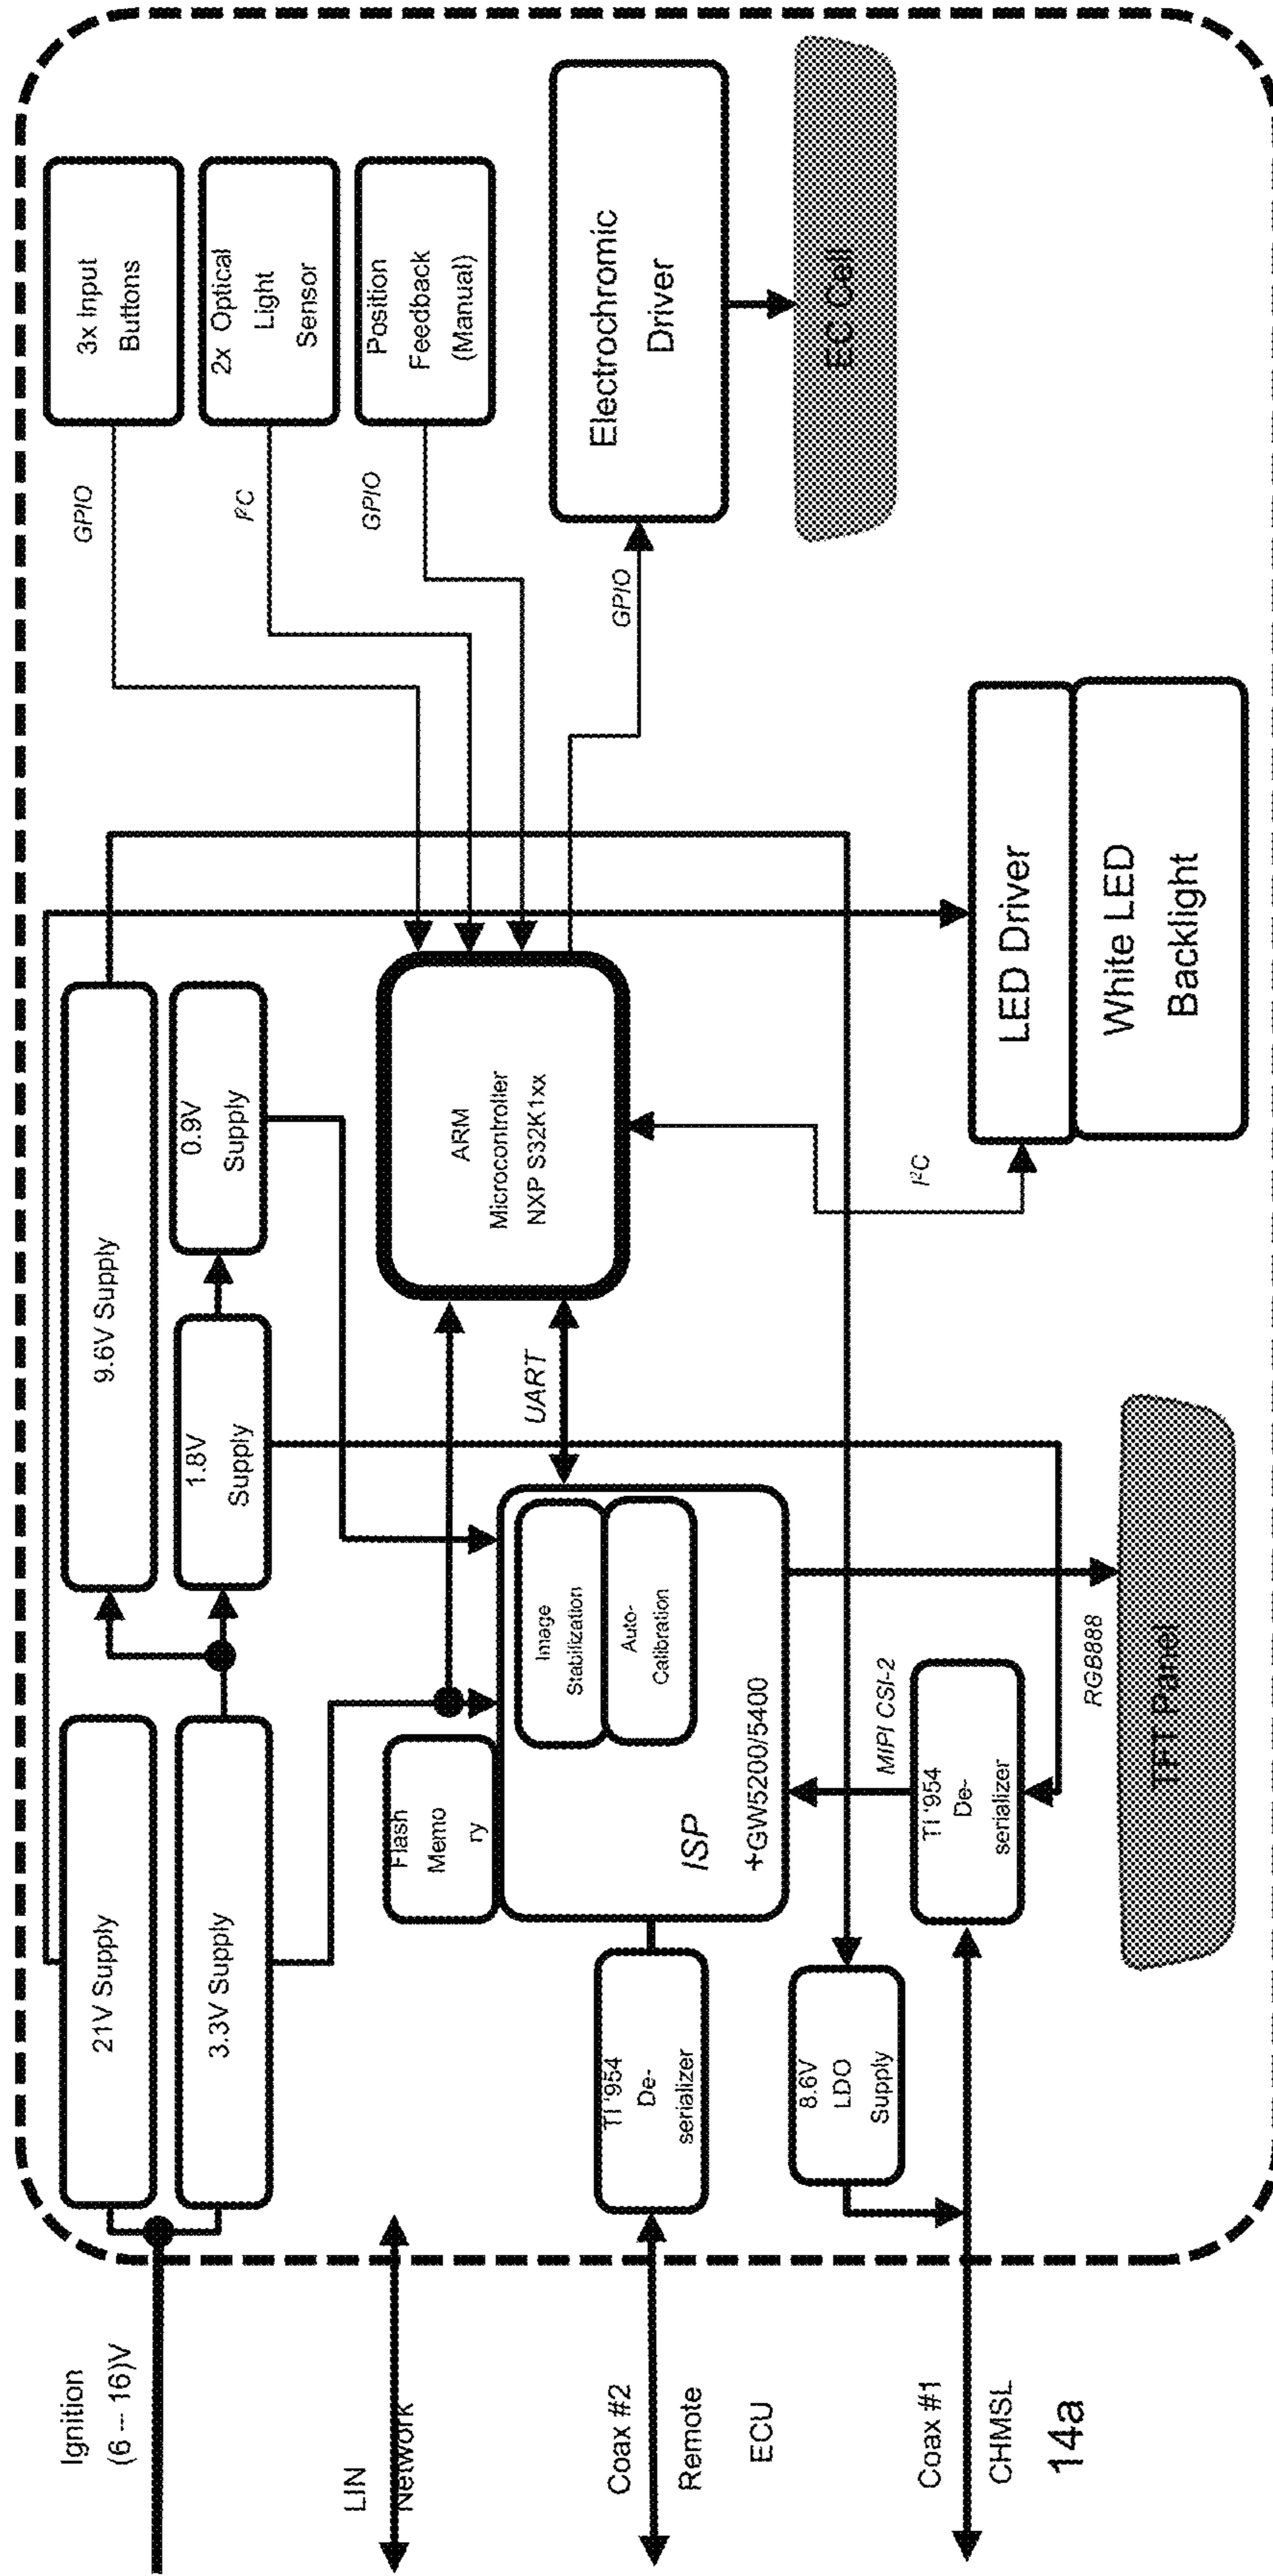 Ignition
(6 -- 16)V
LIN
Network
Coax #2
Remote
ECU
Coax #1
CHMSL
14a
21V Supply
3.3V Supply
9.6V Supply
1.8V
Supply
0.9V
Supply
Flash
Memo
ry
Image
Stabilization
Auto-
Calibration
ISP
+GW5200/5400
UART
ARM
Microcontroller
NXP S32K1xx
TI '954
De-
serializer
8.6V
LDO
Supply
TI '954
De-
serializer
MIPI CSI-2
RGB888
TFT Panel
I²C
LED Driver
White LED
Backlight
GPIO
I²C
GPIO
GPIO
3x Input
Buttons
2x Optical
Light
Sensor
Position
Feedback
(Manual)
Electrochromic
Driver
EC Cell